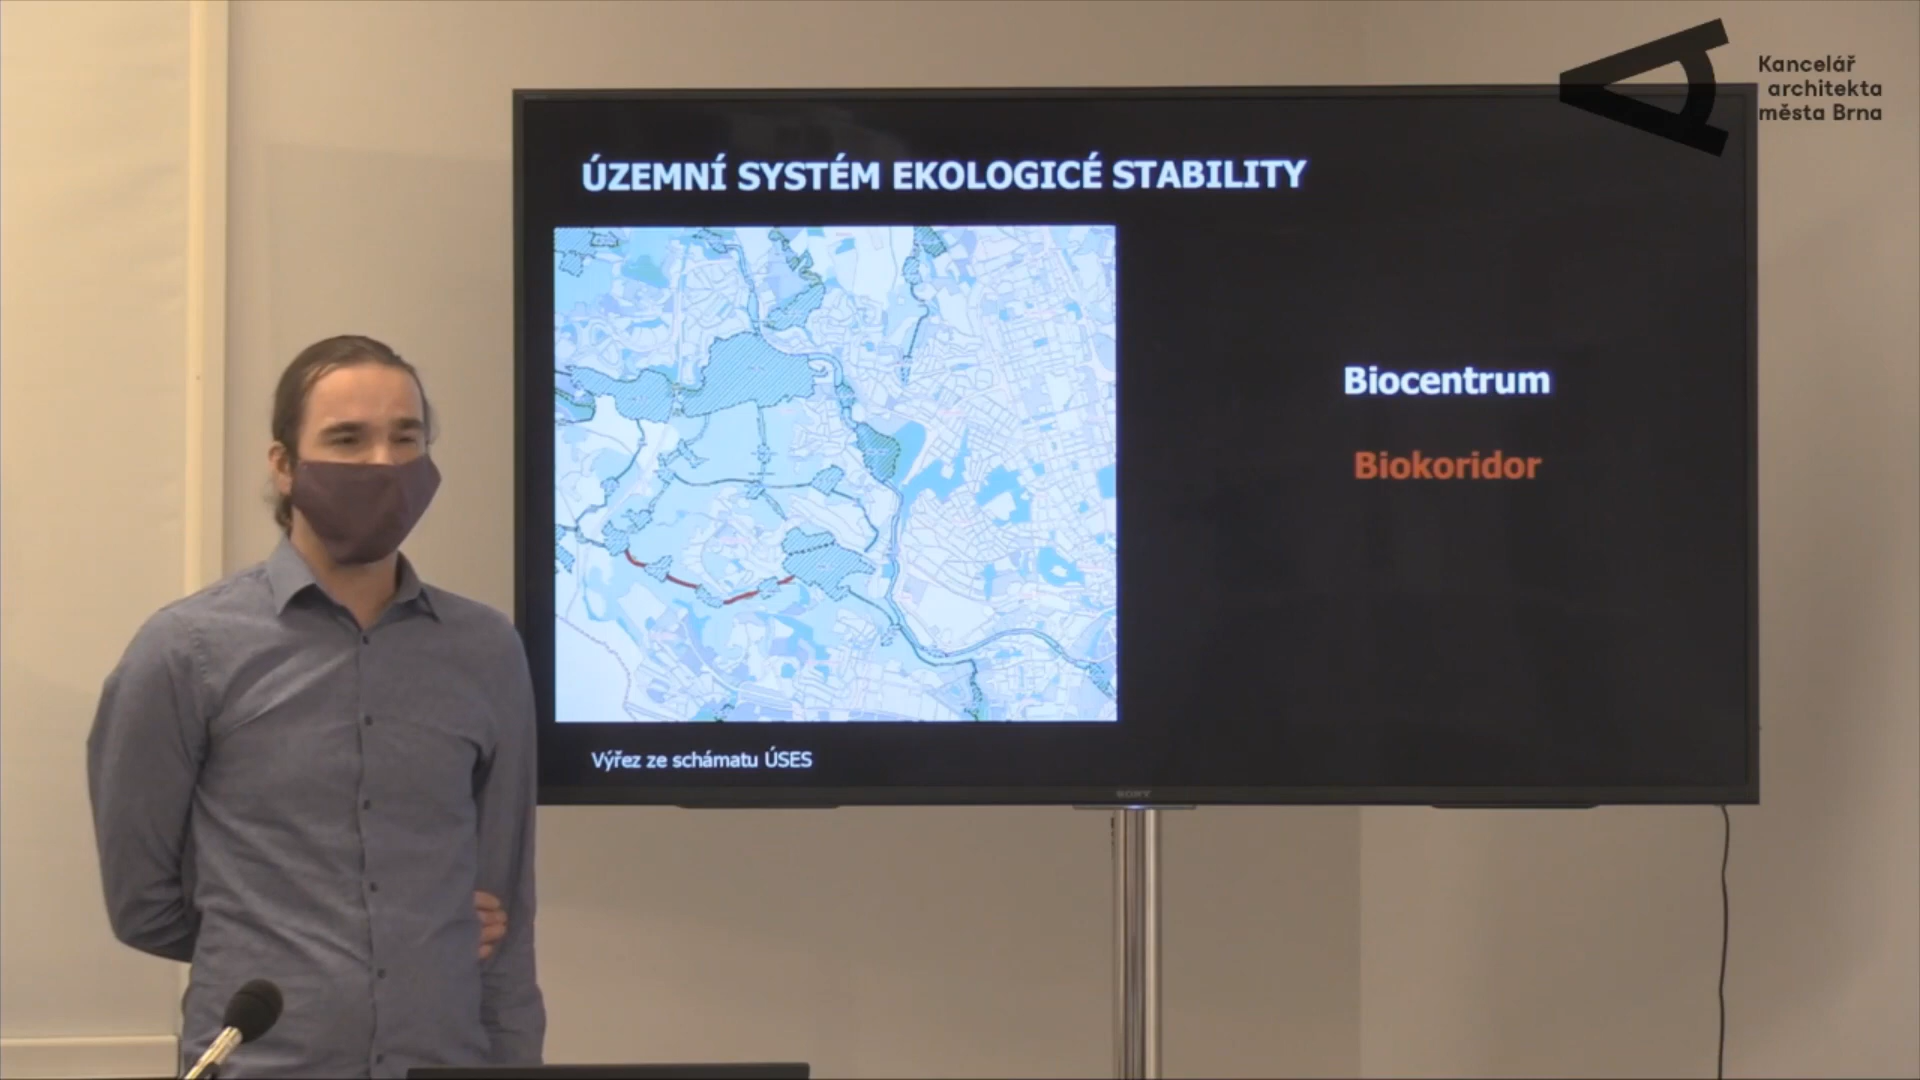 Kancelář
architekta
města Brna
ÚZEMNÍ SYSTÉM EKOLOGICÉ STABILITY
Biocentrum
Biokoridor
Výřez ze schámatu ÚSES
SONY